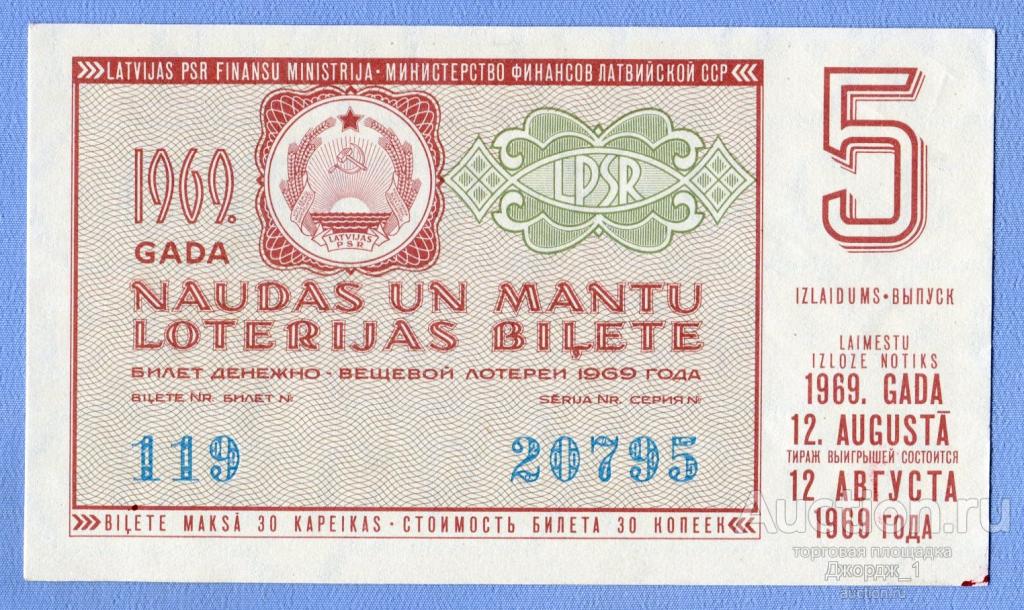 »»LATVIJAS PSR FINANSU MINISTRIJA · МИНИСТЕРСТВО ФИНАНСОВ ЛАТВИЙСКОЙ ССР««
1969.
GADA
LATVIJAS
PSR
LPSR
NAUDAS UN MANTU
LOTERIJAS BIĻETE
БИЛЕТ ДЕНЕЖНО - ВЕЩЕВОЙ ЛОТЕРЕИ 1969 ГОДА
BIĻETE NR. БИЛЕТ № SĒRIJA NR. СЕРИЯ №
119 20795
»»BIĻETE MAKSĀ 30 KAPEIKAS · СТОИМОСТЬ БИЛЕТА 30 КОПЕЕК««
5
IZLAIDUMS • ВЫПУСК
LAIMESTU
IZLOZE NOTIKS
1969. GADA
12. AUGUSTĀ
ТИРАЖ ВЫИГРЫШЕЙ СОСТОИТСЯ
12 АВГУСТА
1969 ГОДА
Auction.ru
торговая площадка
Джордж_1
auction.ru